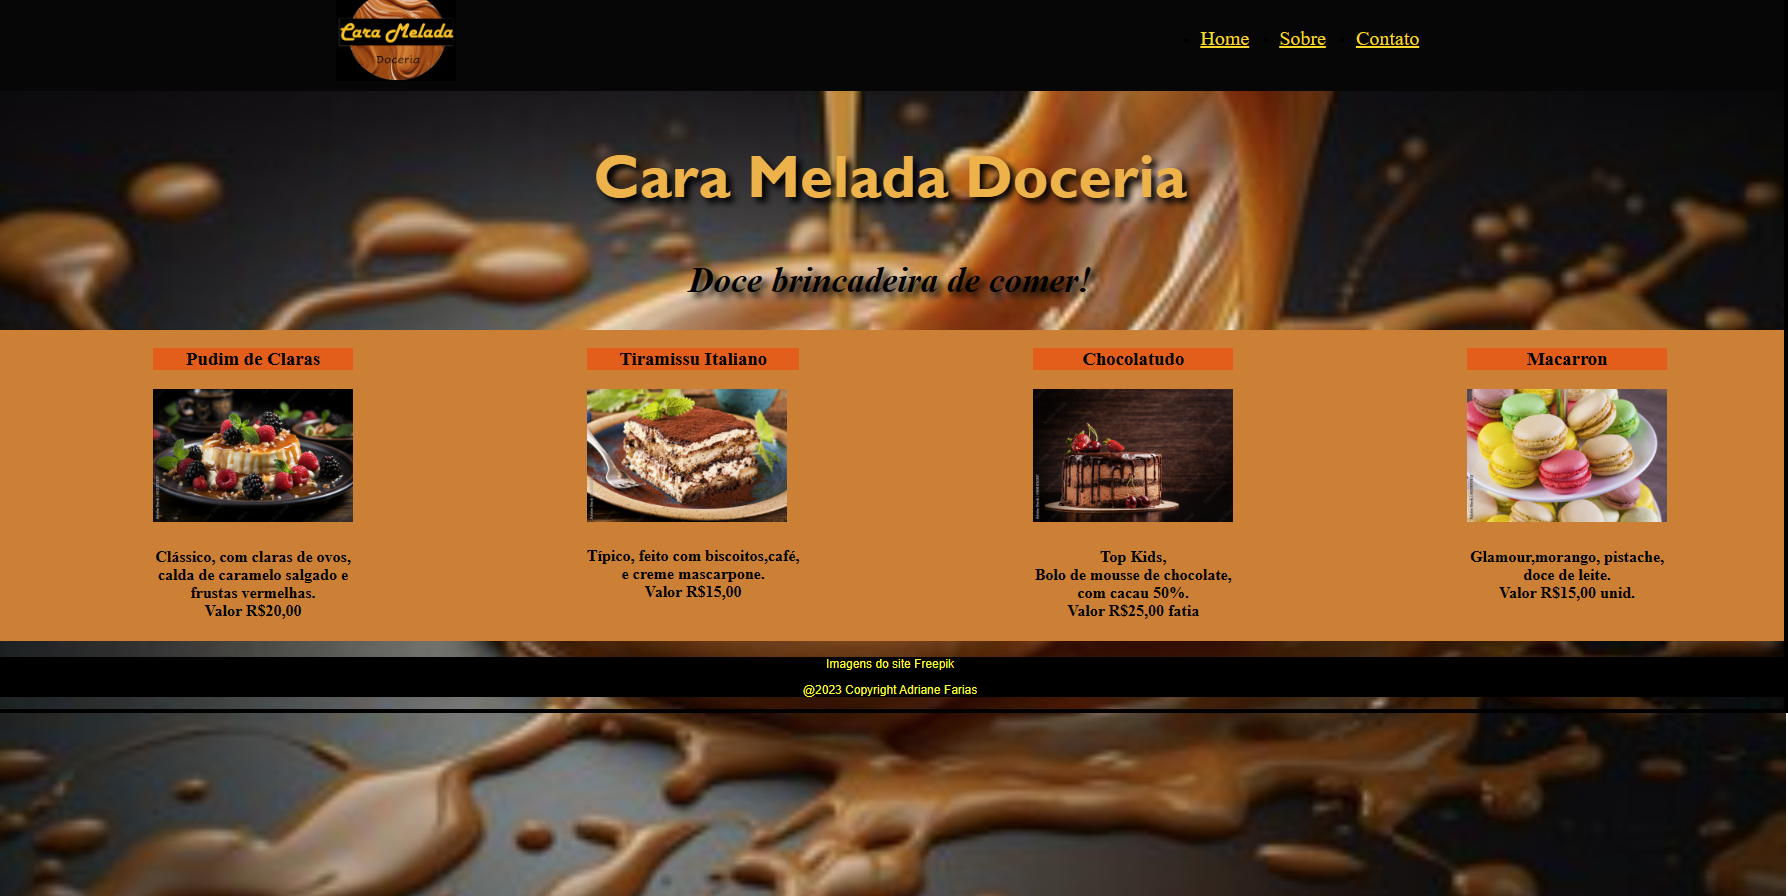 Cara Melada
Doceria
Home Sobre Contato
Cara Melada Doceria
Doce brincadeira de comer!
Pudim de Claras
Clássico, com claras de ovos,
calda de caramelo salgado e
frustas vermelhas.
Valor R$20,00
Tiramissu Italiano
Típico, feito com biscoitos,café,
e creme mascarpone.
Valor R$15,00
Chocolatudo
Top Kids,
Bolo de mousse de chocolate,
com cacau 50%.
Valor R$25,00 fatia
Macarron
Glamour,morango, pistache,
doce de leite.
Valor R$15,00 unid.
Imagens do site Freepik
@2023 Copyright Adriane Farias